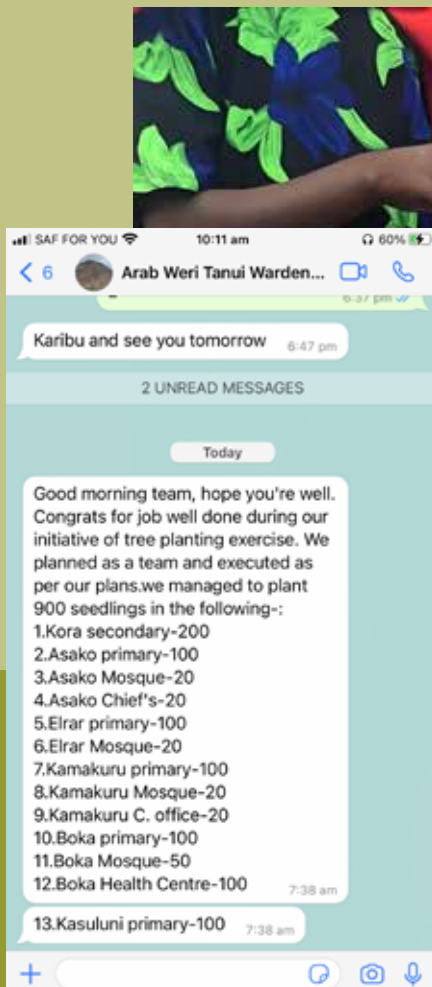 SAF FOR YOU 10:11 am 60%
6 Arab Weri Tanui Warden...
6:37 pm
Karibu and see you tomorrow 6:47 pm
2 UNREAD MESSAGES
Today
Good morning team, hope you're well.
Congrats for job well done during our
initiative of tree planting exercise. We
planned as a team and executed as
per our plans.we managed to plant
900 seedlings in the following-:
1.Kora secondary-200
2.Asako primary-100
3.Asako Mosque-20
4.Asako Chief's-20
5.Elrar primary-100
6.Elrar Mosque-20
7.Kamakuru primary-100
8.Kamakuru Mosque-20
9.Kamakuru C. office-20
10.Boka primary-100
11.Boka Mosque-50
12.Boka Health Centre-100 7:38 am
13.Kasuluni primary-100 7:38 am